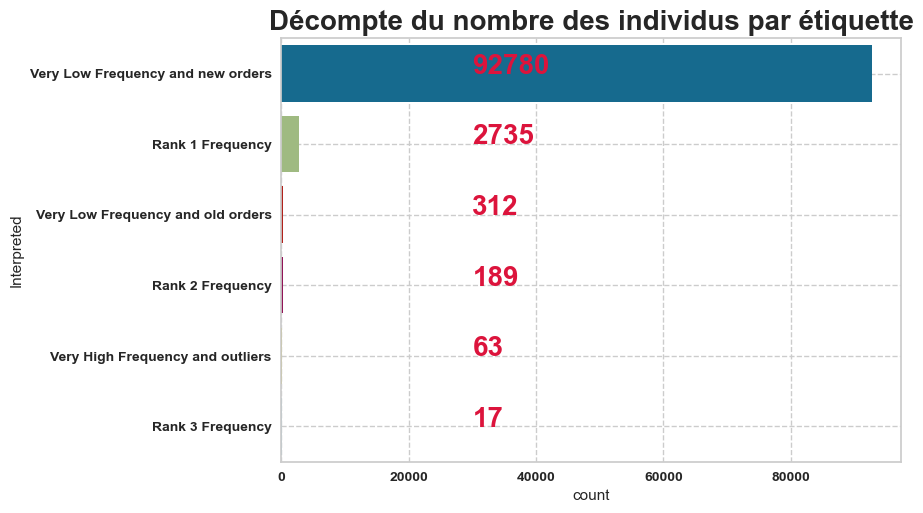 Décompte du nombre des individus par étiquette
Very Low Frequency and new orders
92780
Rank 1 Frequency
2735
Very Low Frequency and old orders
312
Rank 2 Frequency
189
Very High Frequency and outliers
63
Rank 3 Frequency
17
Interpreted
0 20000 40000 60000 80000
count